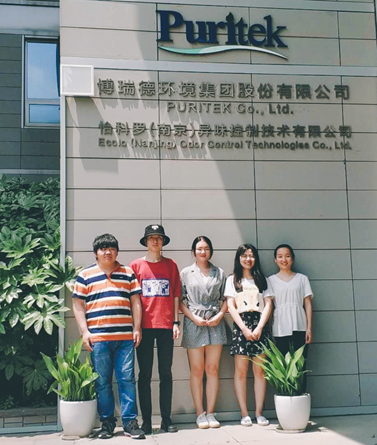 Puritek
博瑞德环境集团股份有限公司
PURITEK Co., Ltd.
怡科罗(南京)异味控制技术有限公司
Ecolo (Nanjing) Odor Control Technologies Co., Ltd.